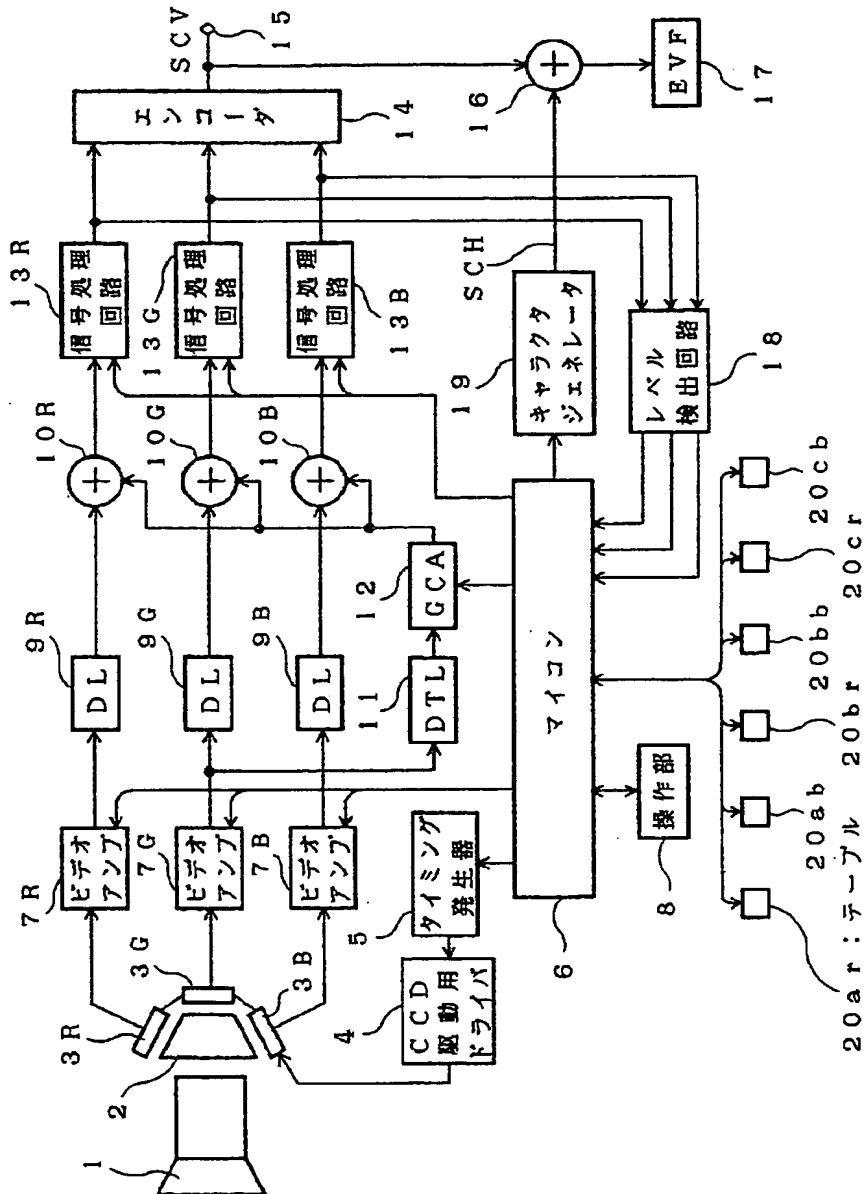 1
2
3R
3G
3B
4
CCD
駆動用
ドライバ
5
タイミング
発生器
6
マイコン
7R
ビデオ
アンプ
7G
ビデオ
アンプ
7B
ビデオ
アンプ
8
操作部
9R
DL
9G
DL
9B
DL
10R
10G
10B
11
DTL
12
GCA
13R
信号処理
回路
13G
信号処理
回路
13B
信号処理
回路
エンコーダ
14
SCV
15
16
EVF
17
SCH
19
キャラクタ
ジェネレータ
レベル
検出回路
18
20ar:テーブル
20ab
20br
20bb
20cr
20cb